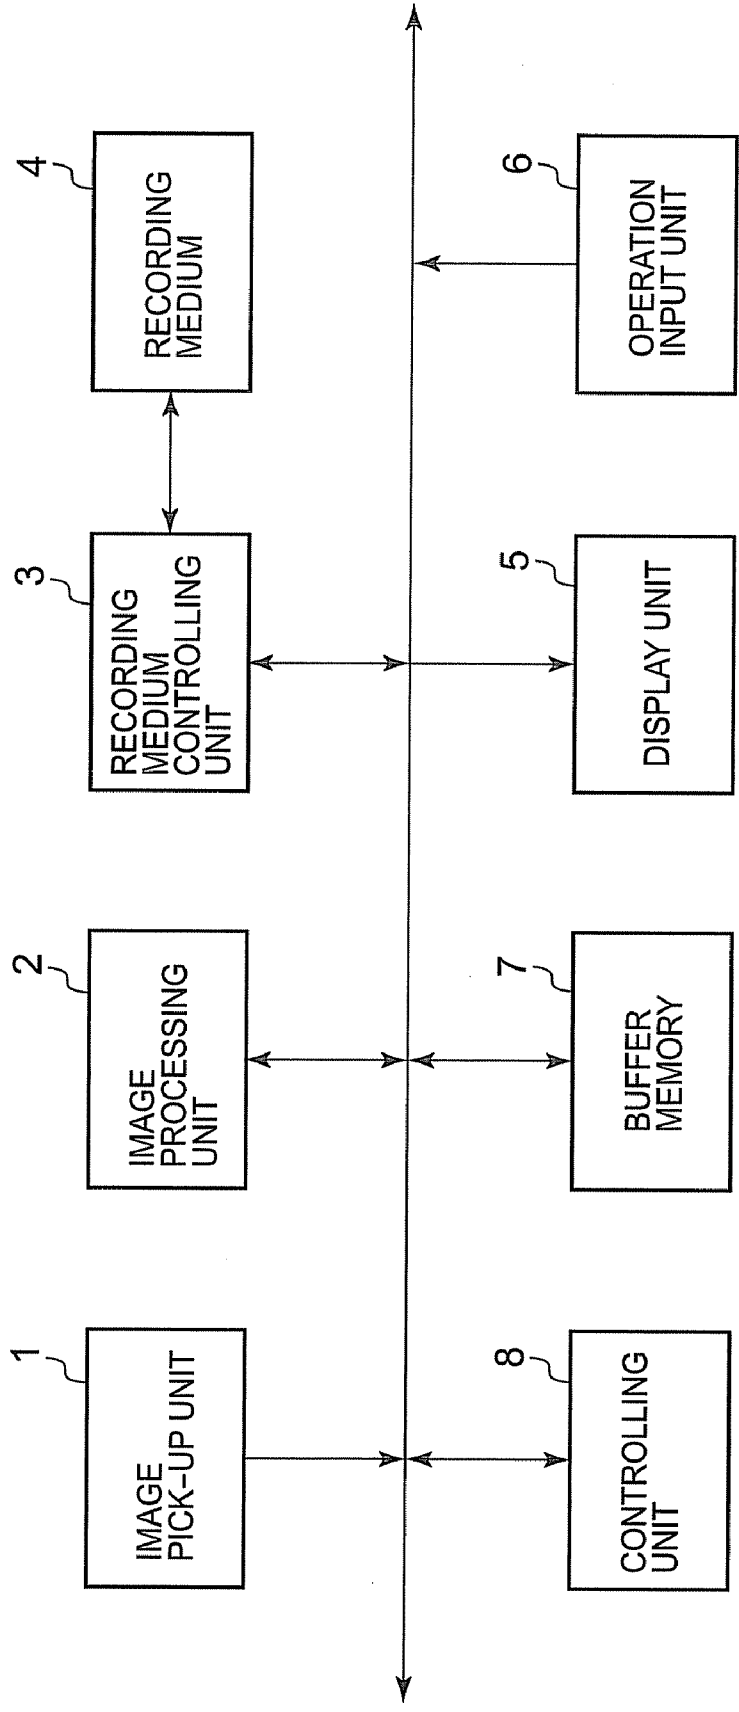 1
IMAGE
PICK-UP UNIT
2
IMAGE
PROCESSING
UNIT
3
RECORDING
MEDIUM
CONTROLLING
UNIT
4
RECORDING
MEDIUM
8
CONTROLLING
UNIT
7
BUFFER
MEMORY
5
DISPLAY UNIT
6
OPERATION
INPUT UNIT